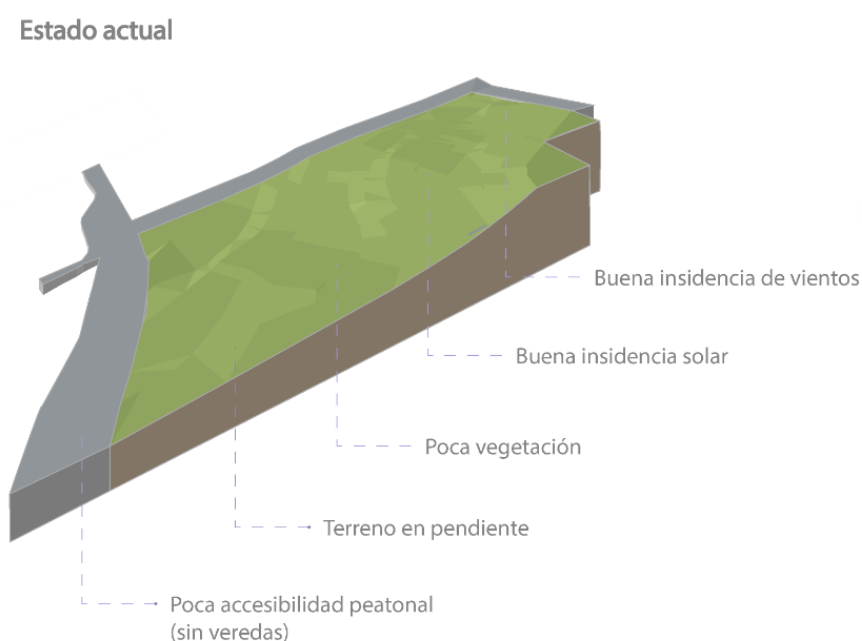 Estado actual
Buena insidencia de vientos
Buena insidencia solar
Poca vegetación
Terreno en pendiente
Poca accesibilidad peatonal
(sin veredas)